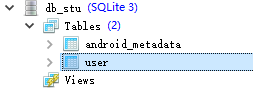 db_stu (SQLite 3)
Tables (2)
android_metadata
user
Views